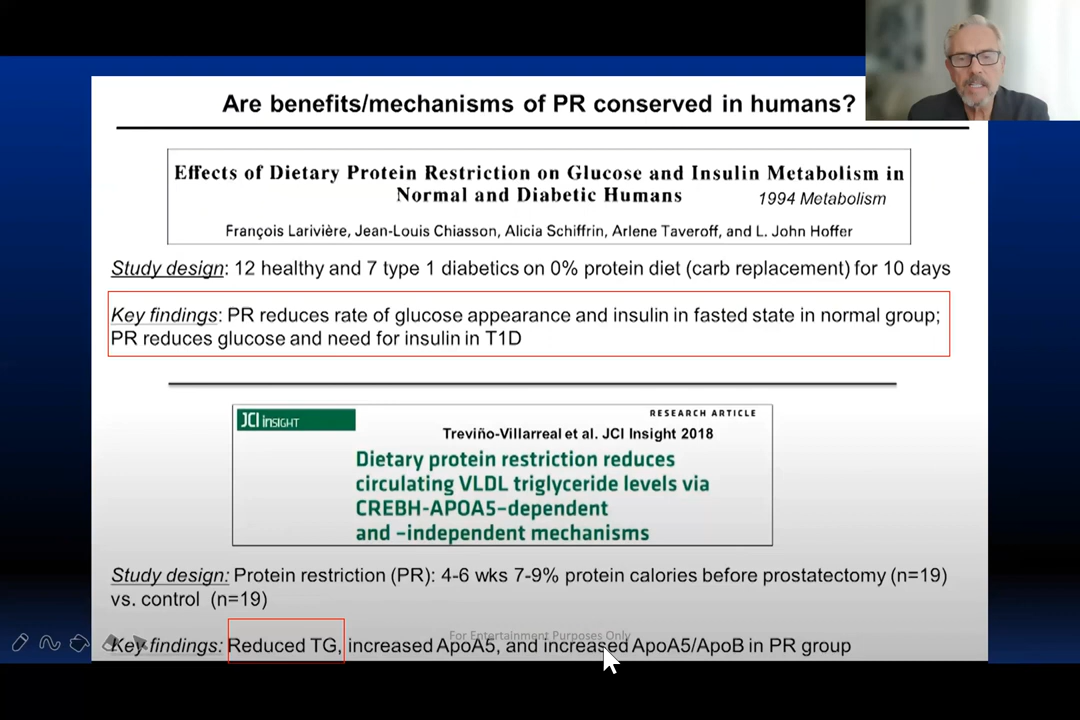 Are benefits/mechanisms of PR conserved in humans?
Effects of Dietary Protein Restriction on Glucose and Insulin Metabolism in
Normal and Diabetic Humans
1994 Metabolism
François Larivière, Jean-Louis Chiasson, Alicia Schiffrin, Arlene Taveroff, and L. John Hoffer
Study design: 12 healthy and 7 type 1 diabetics on 0% protein diet (carb replacement) for 10 days
Key findings: PR reduces rate of glucose appearance and insulin in fasted state in normal group;
PR reduces glucose and need for insulin in T1D
JCI INSIGHT
RESEARCH ARTICLE
Treviño-Villarreal et al. JCI Insight 2018
Dietary protein restriction reduces
circulating VLDL triglyceride levels via
CREBH-APOA5–dependent
and –independent mechanisms
Study design: Protein restriction (PR): 4-6 wks 7-9% protein calories before prostatectomy (n=19)
vs. control (n=19)
For Entertainment Purposes Only
Key findings: Reduced TG, increased ApoA5, and increased ApoA5/ApoB in PR group